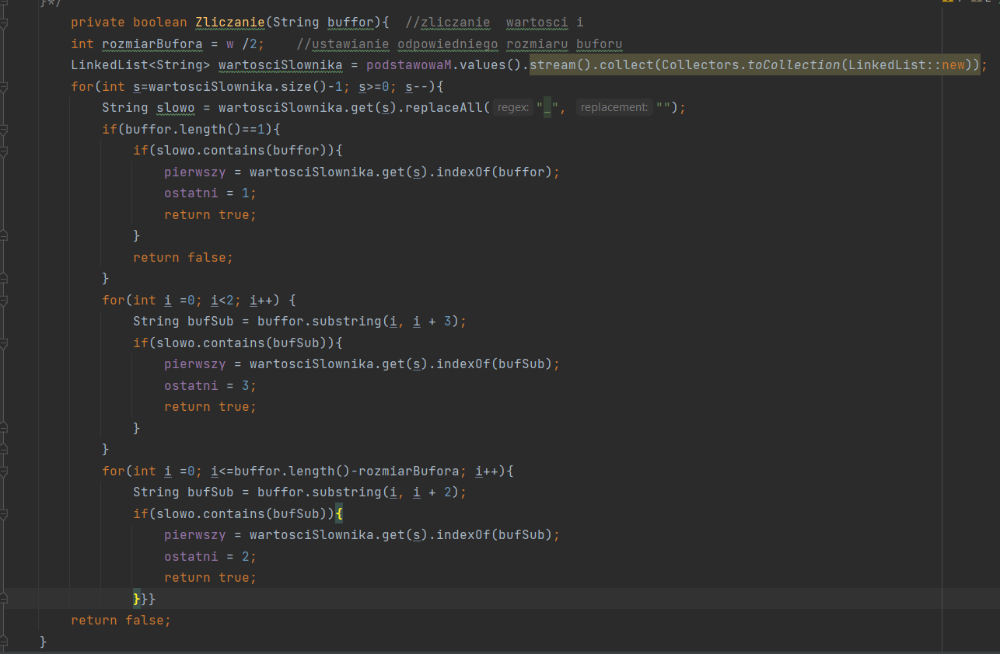 }*/
private boolean Zliczanie(String buffor){  //zliczanie  wartosci i
int rozmiarBufora = w /2;    //ustawianie odpowiedniego rozmiaru buforu
LinkedList<String> wartosciSlownika = podstawowaM.values().stream().collect(Collectors.toCollection(LinkedList::new));
for(int s=wartosciSlownika.size()-1; s>=0; s--){
String slowo = wartosciSlownika.get(s).replaceAll( regex: "_", replacement: "");
if(buffor.length()==1){
if(slowo.contains(buffor)){
pierwszy = wartosciSlownika.get(s).indexOf(buffor);
ostatni = 1;
return true;
}
return false;
}
for(int i =0; i<2; i++) {
String bufSub = buffor.substring(i, i + 3);
if(slowo.contains(bufSub)){
pierwszy = wartosciSlownika.get(s).indexOf(bufSub);
ostatni = 3;
return true;
}
}
for(int i =0; i<=buffor.length()-rozmiarBufora; i++){
String bufSub = buffor.substring(i, i + 2);
if(slowo.contains(bufSub)){
pierwszy = wartosciSlownika.get(s).indexOf(bufSub);
ostatni = 2;
return true;
}}}
return false;
}